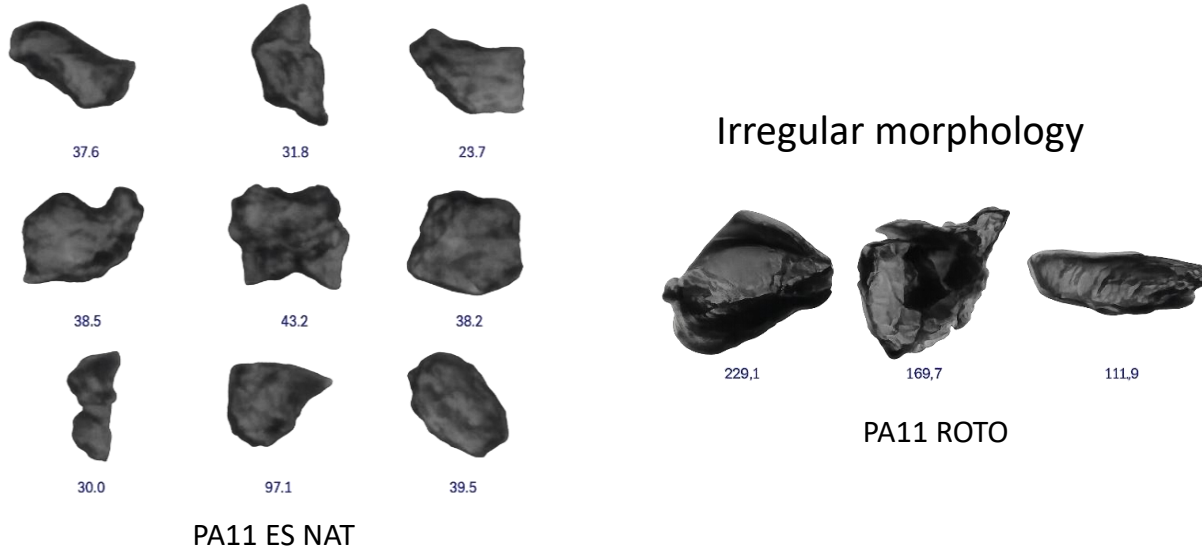 37.6 31.8 23.7
38.5 43.2 38.2
30.0 97.1 39.5
PA11 ES NAT
Irregular morphology
229,1 169,7 111,9
PA11 ROTO